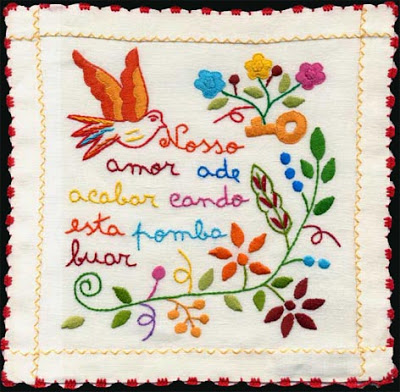 Nosso
amor ade
acabar cando
esta pomba
buar